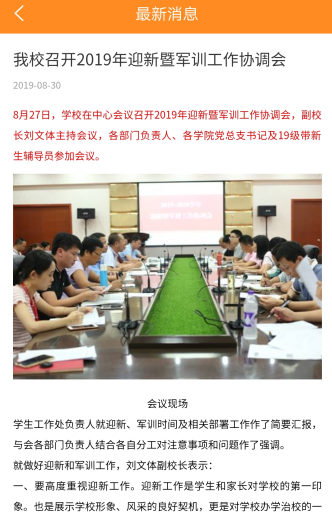 最新消息
我校召开2019年迎新暨军训工作协调会
2019-08-30
8月27日，学校在中心会议召开2019年迎新暨军训工作协调会，副校
长刘文体主持会议，各部门负责人、各学院党总支书记及19级带新
生辅导员参加会议。
会议现场
学生工作处负责人就迎新、军训时间及相关部署工作作了简要汇报，
与会各部门负责人结合各自分工对注意事项和问题作了强调。
就做好迎新和军训工作，刘文体副校长表示：
一、要高度重视迎新工作。迎新工作是学生和家长对学校的第一印
象。也是展示学校形象、风采的良好契机，更是对学校办学治校的一